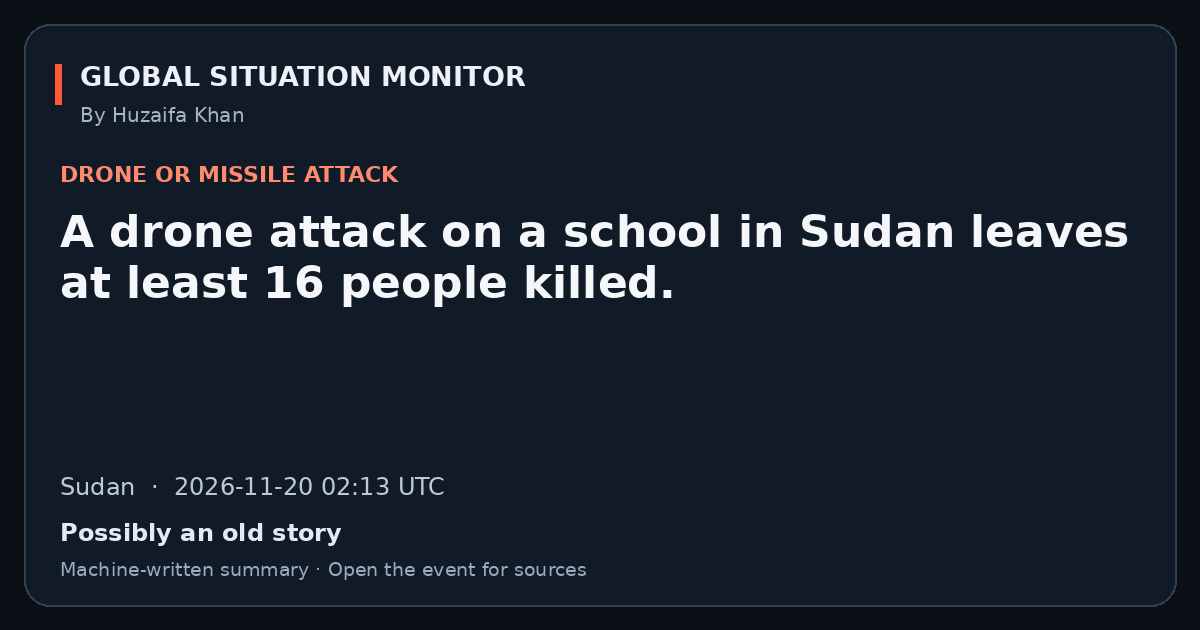 GLOBAL SITUATION MONITOR
By Huzaifa Khan
DRONE OR MISSILE ATTACK
A drone attack on a school in Sudan leaves
at least 16 people killed.
Sudan · 2026-11-20 02:13 UTC
Possibly an old story
Machine-written summary · Open the event for sources